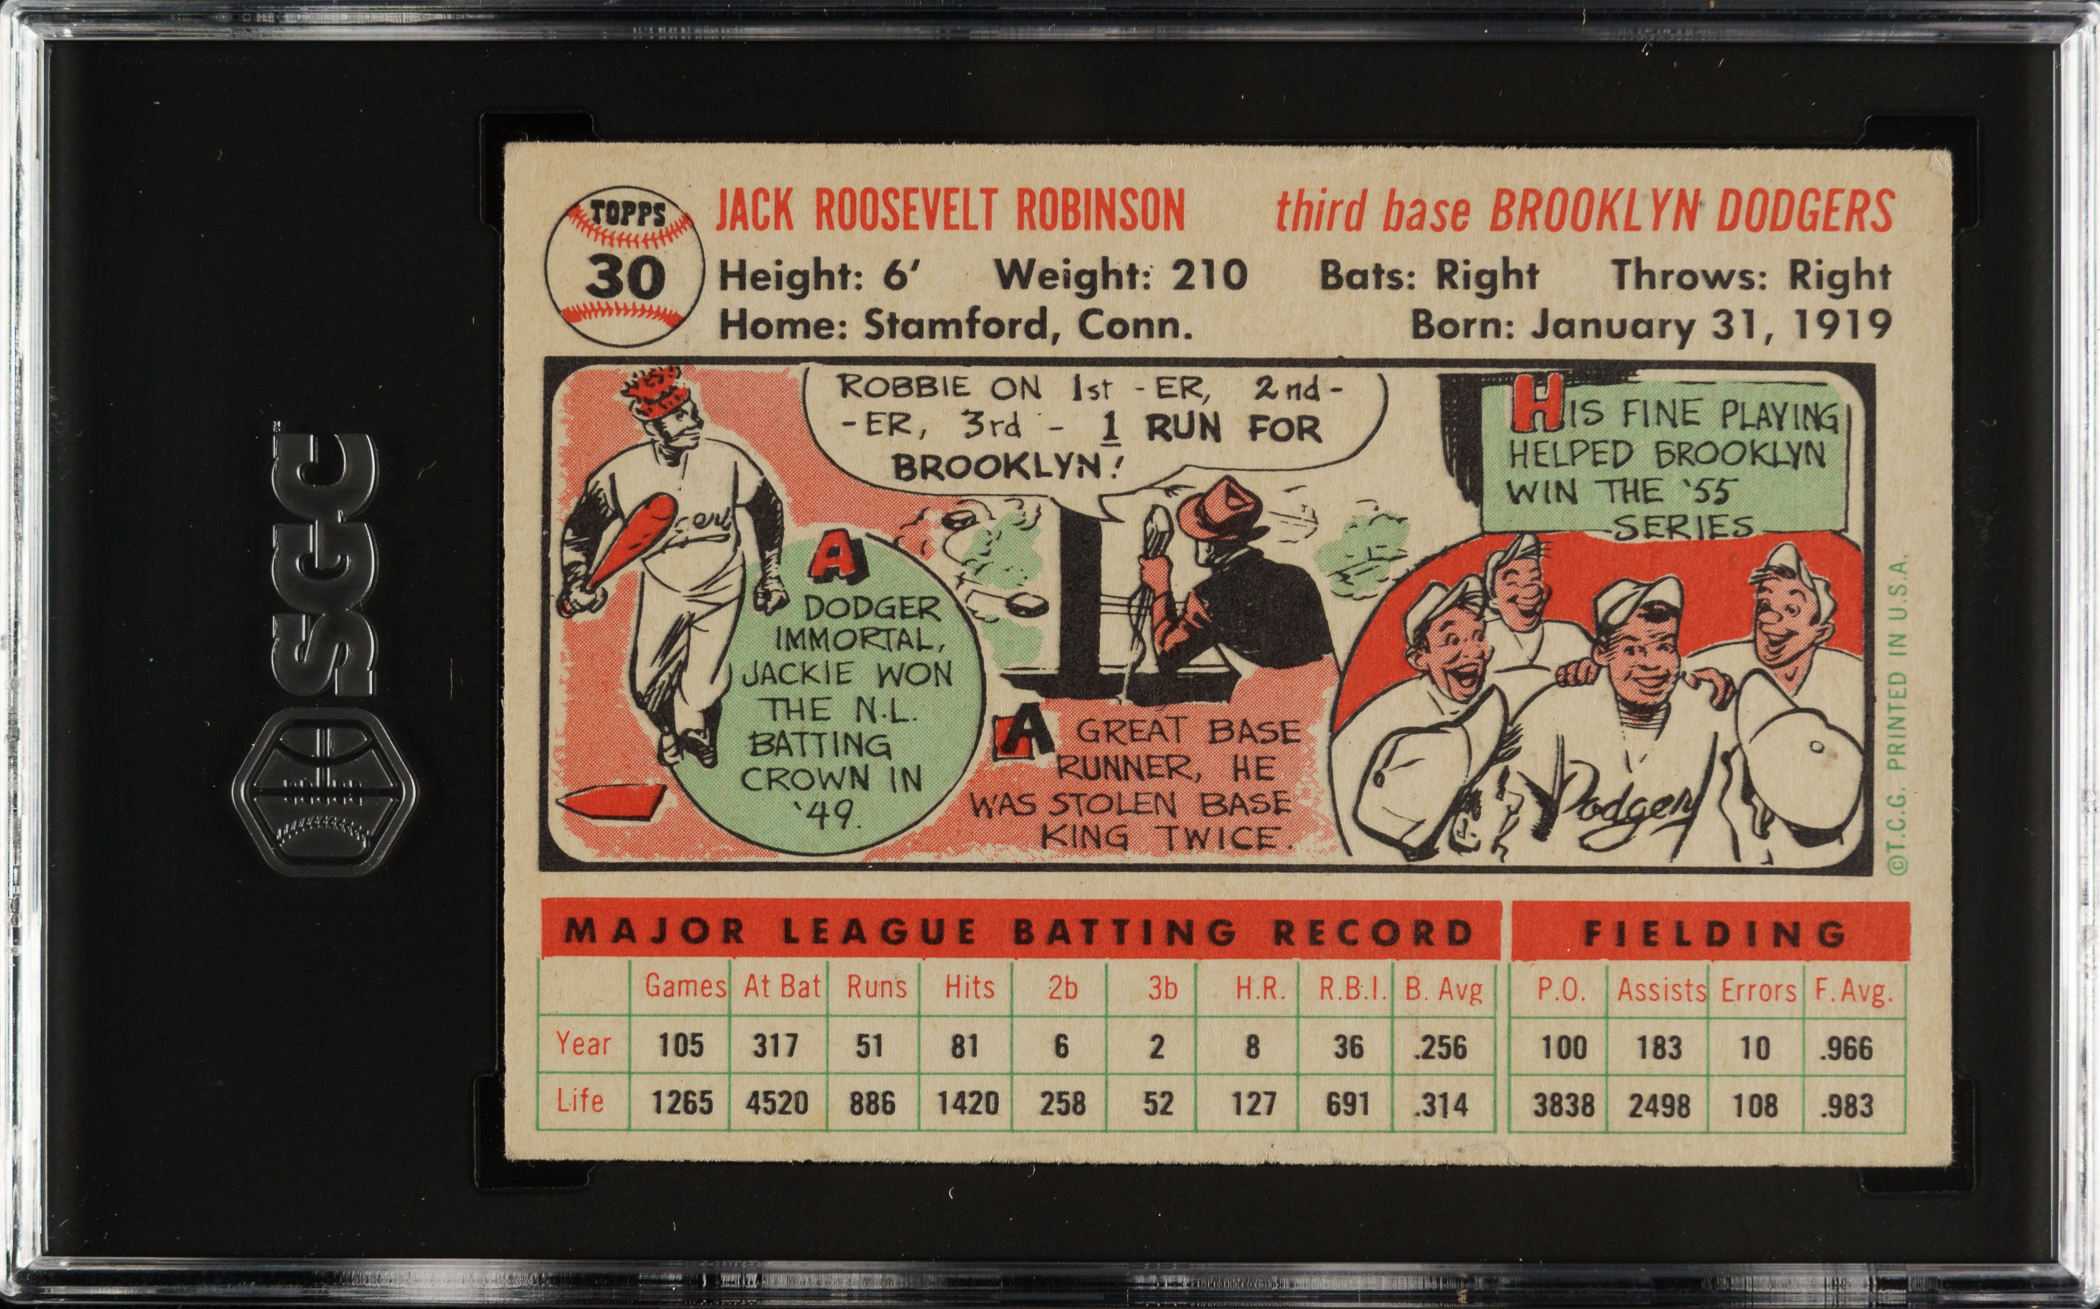 SGC™
TOPPS
30
JACK ROOSEVELT ROBINSON third base BROOKLYN DODGERS
Height: 6' Weight: 210 Bats: Right Throws: Right
Home: Stamford, Conn. Born: January 31, 1919
ROBBIE ON 1st -ER, 2nd-
-ER, 3rd - 1 RUN FOR
BROOKLYN!
A
DODGER
IMMORTAL,
JACKIE WON
THE N.L.
BATTING
CROWN IN
'49.
A GREAT BASE
RUNNER, HE
WAS STOLEN BASE
KING TWICE.
HIS FINE PLAYING
HELPED BROOKLYN
WIN THE '55
SERIES
Dodgers
©T.C.G. PRINTED IN U.S.A.
MAJOR LEAGUE BATTING RECORD FIELDING
Games At Bat Runs Hits 2b 3b H.R. R.B.I. B. Avg P.O. Assists Errors F. Avg.
Year 105 317 51 81 6 2 8 36 .256 100 183 10 .966
Life 1265 4520 886 1420 258 52 127 691 .314 3838 2498 108 .983